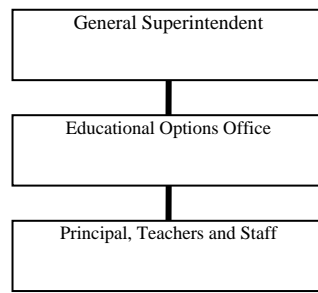 General Superintendent
Educational Options Office
Principal, Teachers and Staff